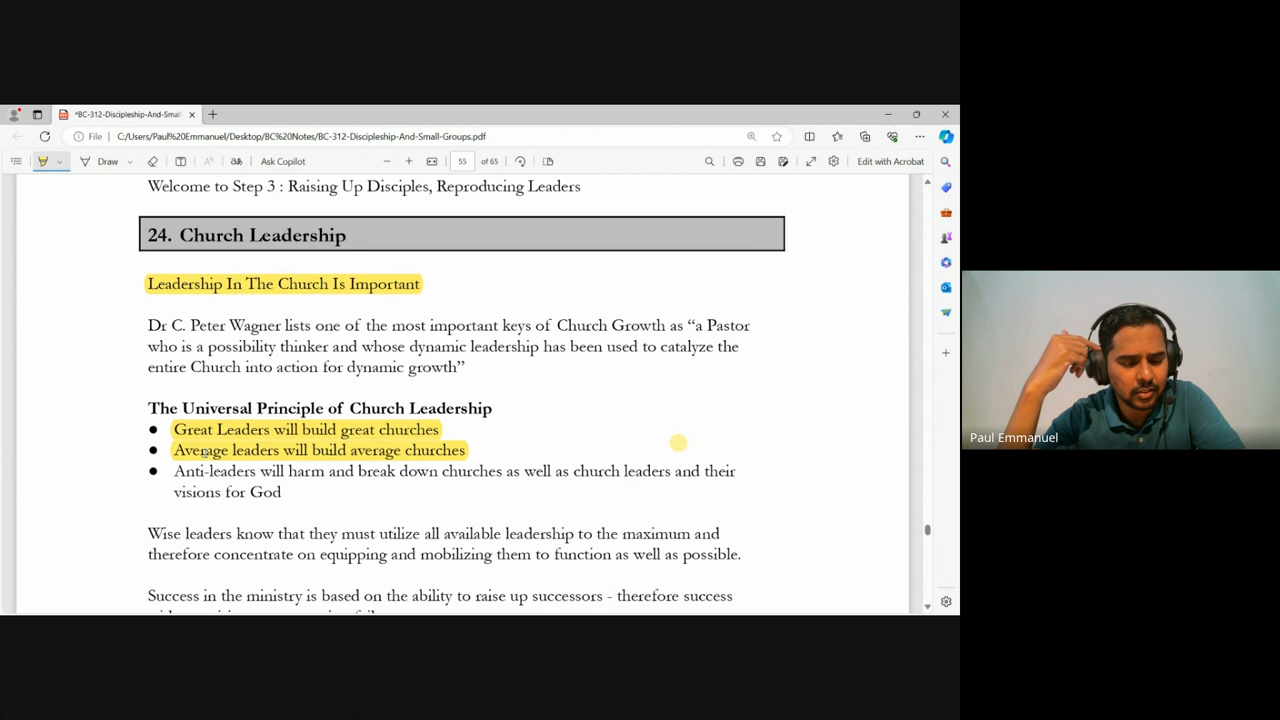 *BC-312-Discipleship-And-Smal
File
C:/Users/Paul%20Emmanuel/Desktop/BC%20Notes/BC-312-Discipleship-And-Small-Groups.pdf
Draw
Ask Copilot
55 of 65
Edit with Acrobat
Welcome to Step 3 : Raising Up Disciples, Reproducing Leaders
24. Church Leadership
Leadership In The Church Is Important
Dr C. Peter Wagner lists one of the most important keys of Church Growth as “a Pastor
who is a possibility thinker and whose dynamic leadership has been used to catalyze the
entire Church into action for dynamic growth”
The Universal Principle of Church Leadership
● Great Leaders will build great churches
● Average leaders will build average churches
● Anti-leaders will harm and break down churches as well as church leaders and their
visions for God
Wise leaders know that they must utilize all available leadership to the maximum and
therefore concentrate on equipping and mobilizing them to function as well as possible.
Success in the ministry is based on the ability to raise up successors - therefore success
Paul Emmanuel